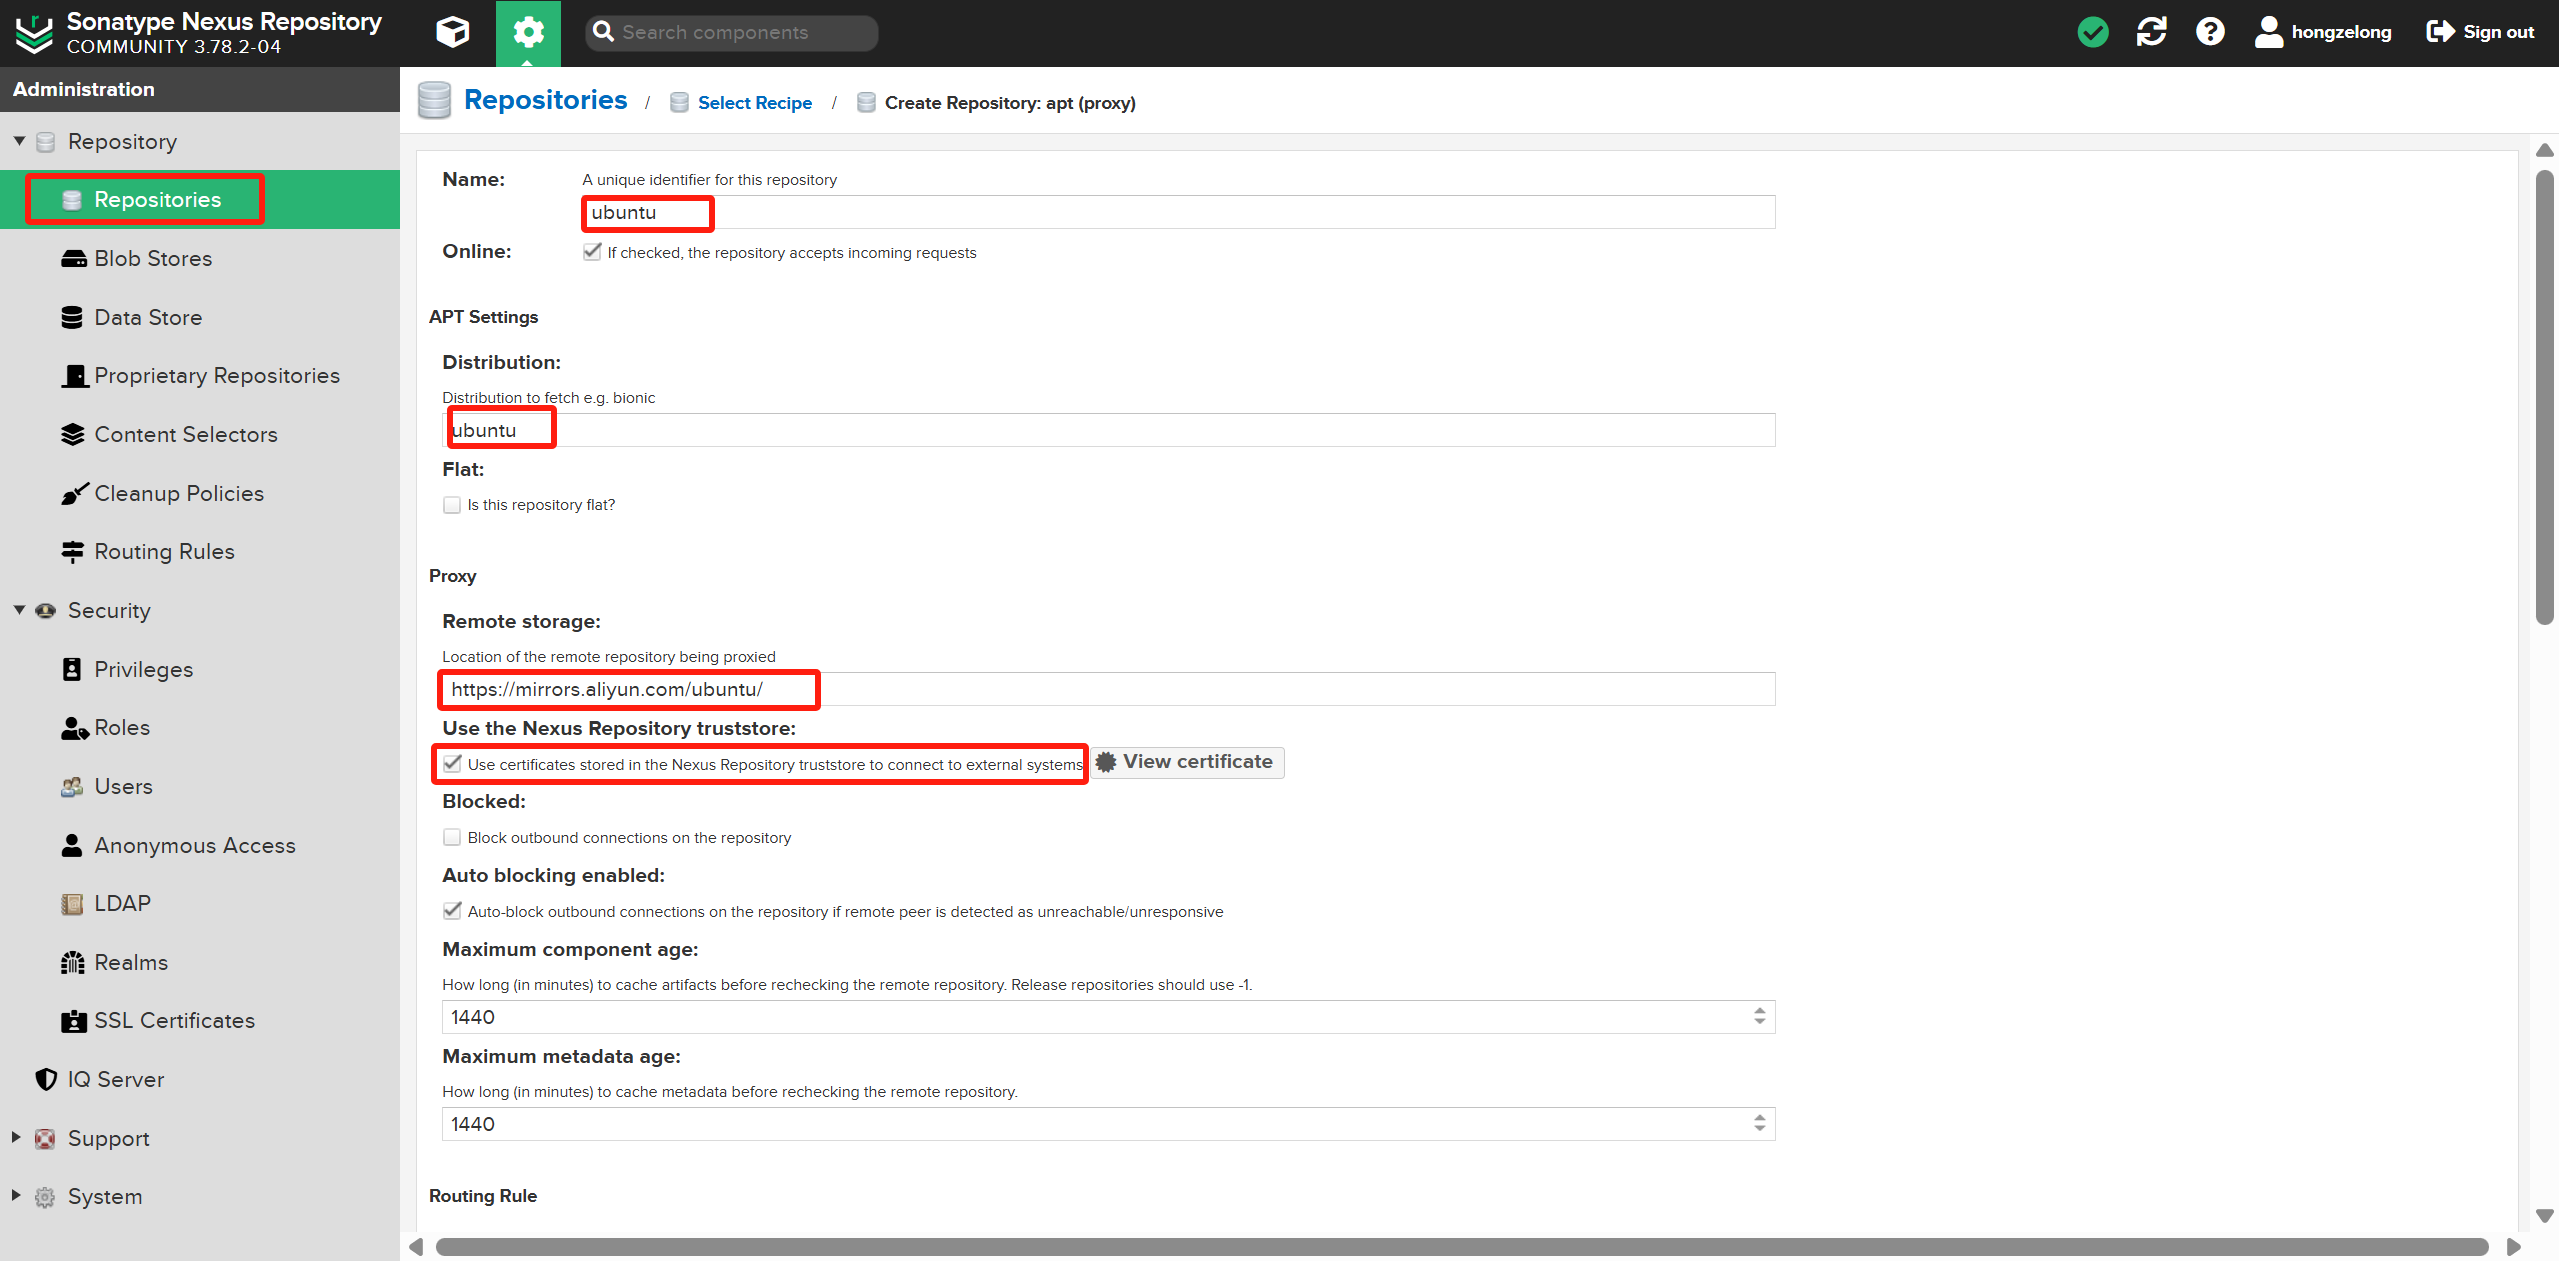 Sonatype Nexus Repository
COMMUNITY 3.78.2-04
Search components
hongzelong
Sign out
Administration
Repository
Repositories
Blob Stores
Data Store
Proprietary Repositories
Content Selectors
Cleanup Policies
Routing Rules
Security
Privileges
Roles
Users
Anonymous Access
LDAP
Realms
SSL Certificates
IQ Server
Support
System
Repositories / Select Recipe / Create Repository: apt (proxy)
Name:
A unique identifier for this repository
ubuntu
Online:
If checked, the repository accepts incoming requests
APT Settings
Distribution:
Distribution to fetch e.g. bionic
ubuntu
Flat:
Is this repository flat?
Proxy
Remote storage:
Location of the remote repository being proxied
https://mirrors.aliyun.com/ubuntu/
Use the Nexus Repository truststore:
Use certificates stored in the Nexus Repository truststore to connect to external systems
View certificate
Blocked:
Block outbound connections on the repository
Auto blocking enabled:
Auto-block outbound connections on the repository if remote peer is detected as unreachable/unresponsive
Maximum component age:
How long (in minutes) to cache artifacts before rechecking the remote repository. Release repositories should use -1.
1440
Maximum metadata age:
How long (in minutes) to cache metadata before rechecking the remote repository.
1440
Routing Rule